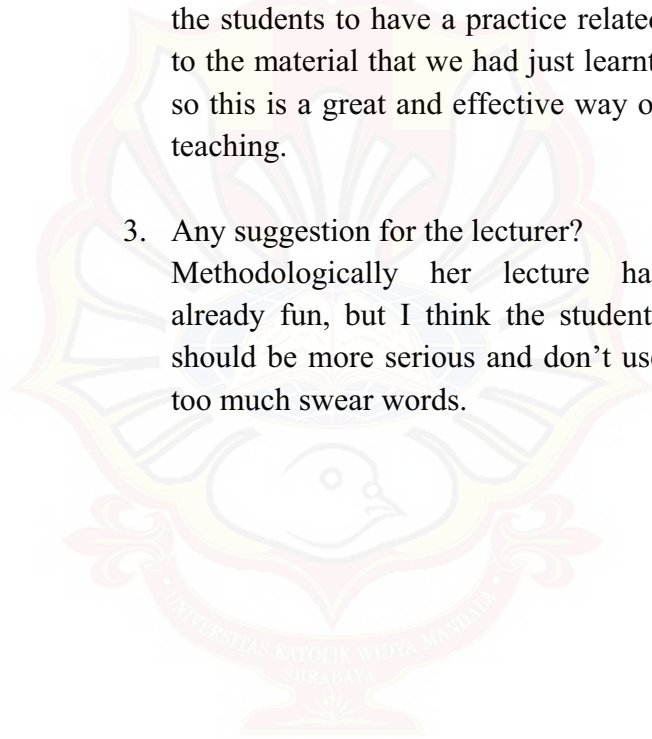 the students to have a practice related
to the material that we had just learnt
so this is a great and effective way o
teaching.
3. Any suggestion for the lecturer?
Methodologically her lecture ha
already fun, but I think the student
should be more serious and don’t use
too much swear words.
UNIVERSITAS KATOLIK WIDYA MANDALA
SURABAYA